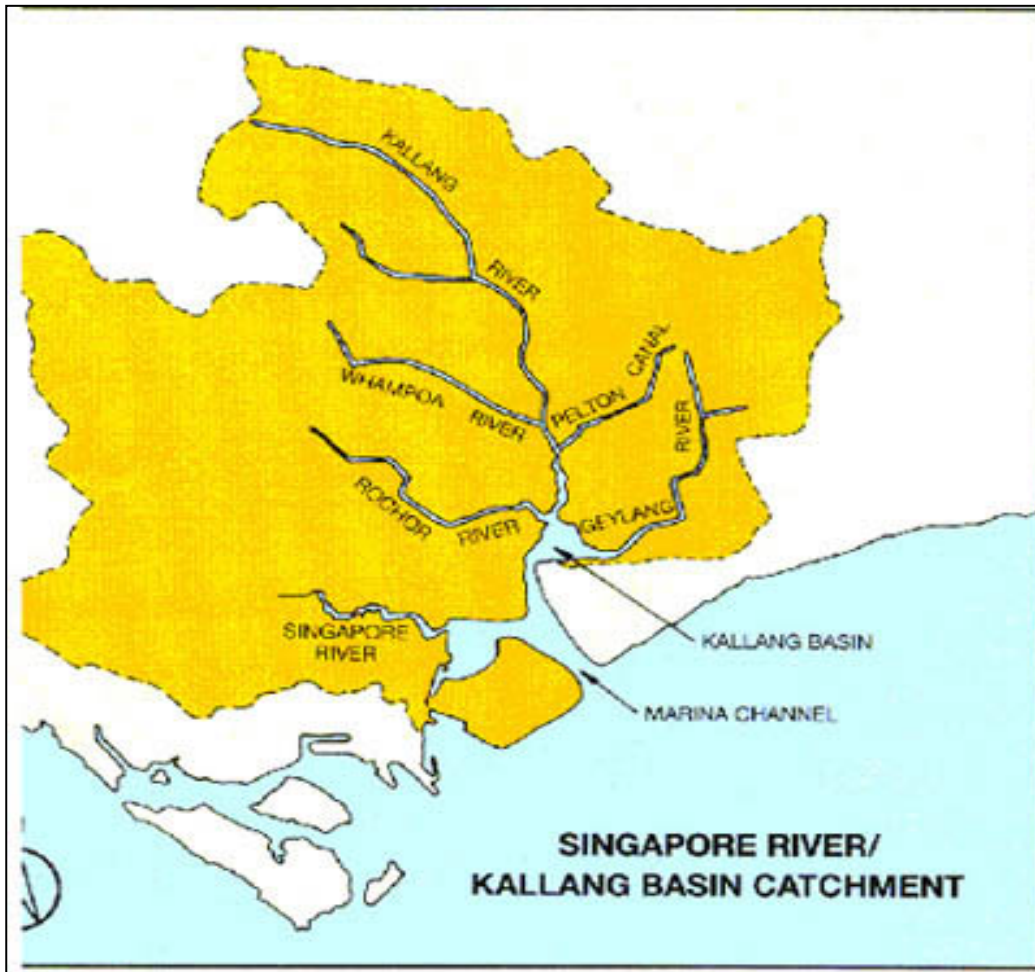 KALLANG
RIVER
WHAMPOA RIVER
PELTON CANAL
RIVER
GEYLANG
ROCHOR RIVER
SINGAPORE
RIVER
KALLANG BASIN
MARINA CHANNEL
SINGAPORE RIVER/
KALLANG BASIN CATCHMENT